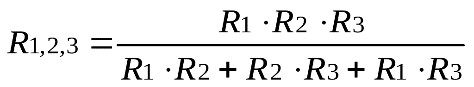 R1,2,3 = R1 ·R2 ·R3 / R1 ·R2 + R2 ·R3 + R1 ·R3